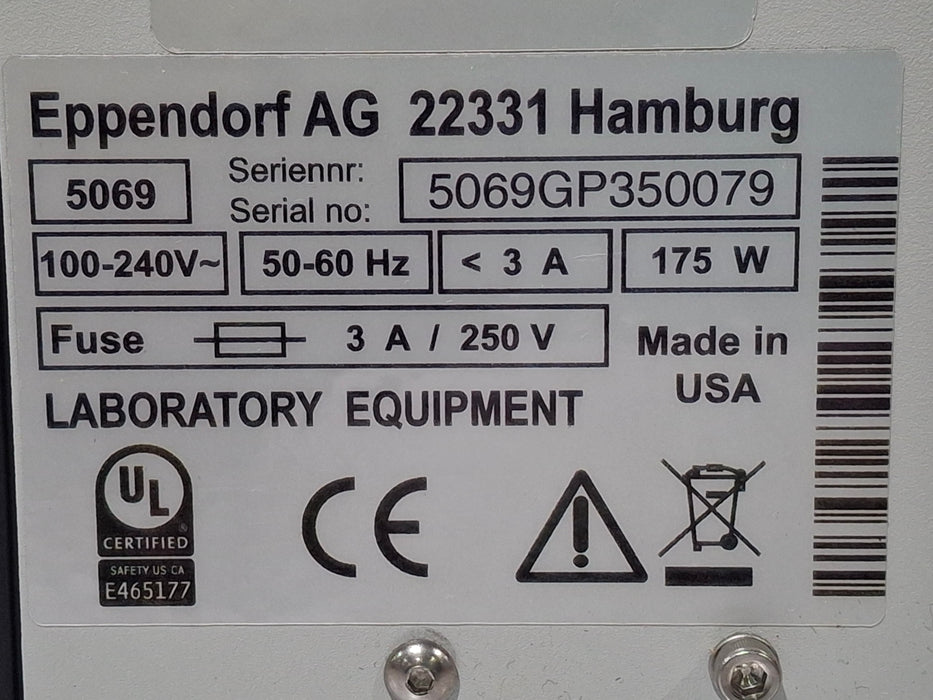 Eppendorf AG 22331 Hamburg
5069 Seriennr: 5069GP350079
Serial no:
100-240V~ 50-60 Hz < 3 A 175 W
Fuse 3 A / 250 V Made in
USA
LABORATORY EQUIPMENT
UL ®
CERTIFIED
SAFETY US CA
E465177
CE